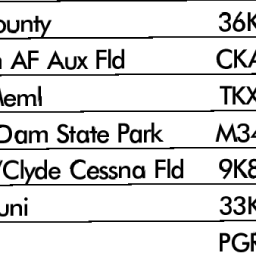 ounty 36K
AF Aux Fld CKA
Meml TKX
Dam State Park M34
/Clyde Cessna Fld 9K8
uni 33K
PGR